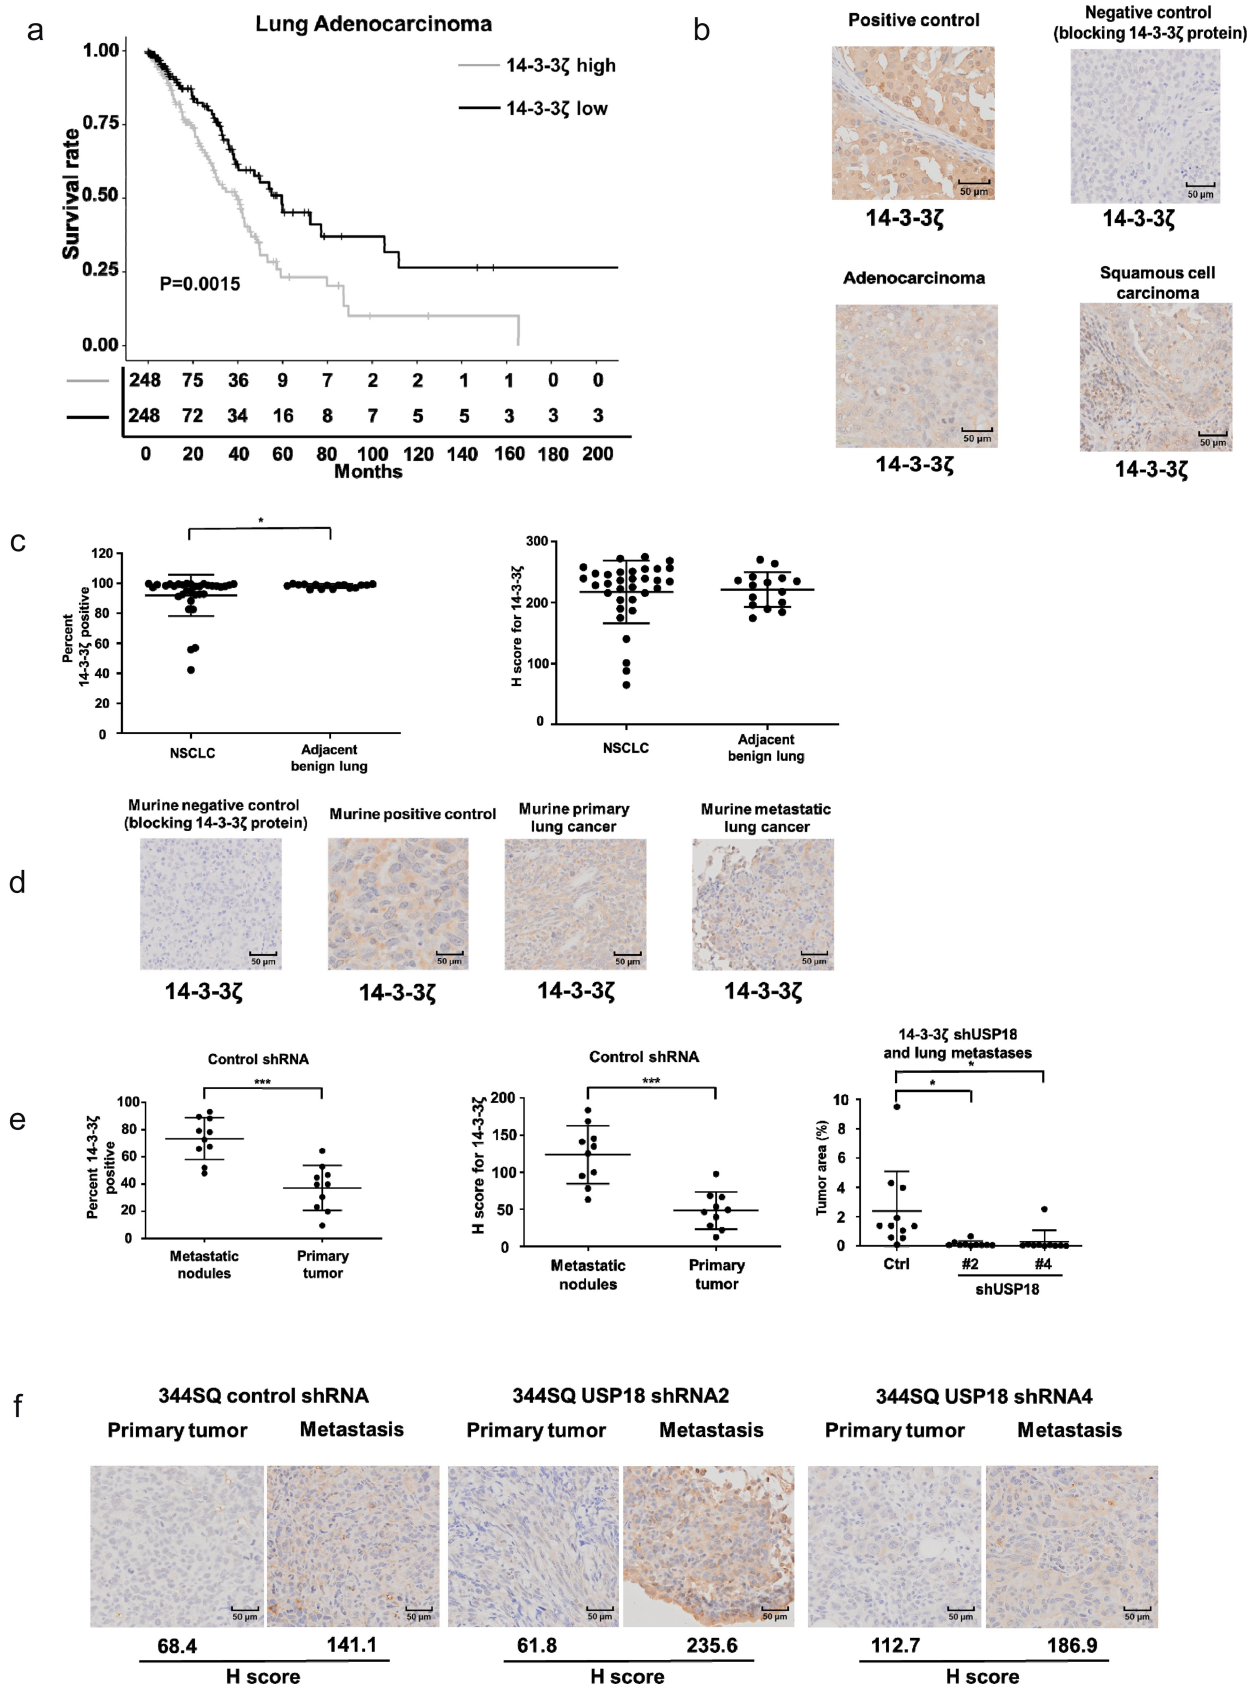 a
Lung Adenocarcinoma
14-3-3ζ high
14-3-3ζ low
Survival rate
1.00
0.75
0.50
0.25
0.00
P=0.0015
248 75 36 9 7 2 2 1 1 0 0
248 72 34 16 8 7 5 5 3 3 3
0 20 40 60 80 100 120 140 160 180 200
Months
b
Positive control
50 µm
14-3-3ζ
Negative control
(blocking 14-3-3ζ protein)
50 µm
14-3-3ζ
Adenocarcinoma
50 µm
14-3-3ζ
Squamous cell
carcinoma
50 µm
14-3-3ζ
c
*
Percent
14-3-3ζ positive
120
100
80
60
40
20
0
NSCLC
Adjacent
benign lung
H score for 14-3-3ζ
300
200
100
0
NSCLC
Adjacent
benign lung
d
Murine negative control
(blocking 14-3-3ζ protein)
50 µm
14-3-3ζ
Murine positive control
50 µm
14-3-3ζ
Murine primary
lung cancer
50 µm
14-3-3ζ
Murine metastatic
lung cancer
50 µm
14-3-3ζ
e
Control shRNA
***
Percent 14-3-3ζ
positive
100
80
60
40
20
0
Metastatic
nodules
Primary
tumor
Control shRNA
***
H score for 14-3-3ζ
200
150
100
50
0
Metastatic
nodules
Primary
tumor
14-3-3ζ shUSP18
and lung metastases
*
*
Tumor area (%)
10
8
6
4
2
0
Ctrl #2 #4
shUSP18
f
344SQ control shRNA
Primary tumor Metastasis
50 µm 50 µm
68.4 141.1
H score
344SQ USP18 shRNA2
Primary tumor Metastasis
50 µm 50 µm
61.8 235.6
H score
344SQ USP18 shRNA4
Primary tumor Metastasis
50 µm 50 µm
112.7 186.9
H score